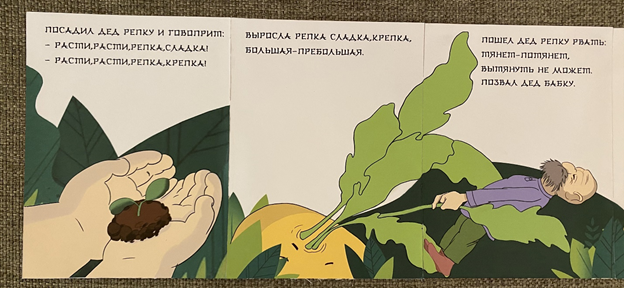 ПОСАДИЛ ДЕД РЕПКУ И ГОВОРИТ:
- РАСТИ,РАСТИ,РЕПКА,СЛАДКА!
- РАСТИ,РАСТИ,РЕПКА,КРЕПКА!
ВЫРОСЛА РЕПКА СЛАДКА,КРЕПКА,
БОЛЬШАЯ-ПРЕБОЛЬШАЯ.
ПОШЕЛ ДЕД РЕПКУ РВАТЬ:
ТЯНЕТ-ПОТЯНЕТ,
ВЫТЯНУТЬ НЕ МОЖЕТ.
ПОЗВАЛ ДЕД БАБКУ.